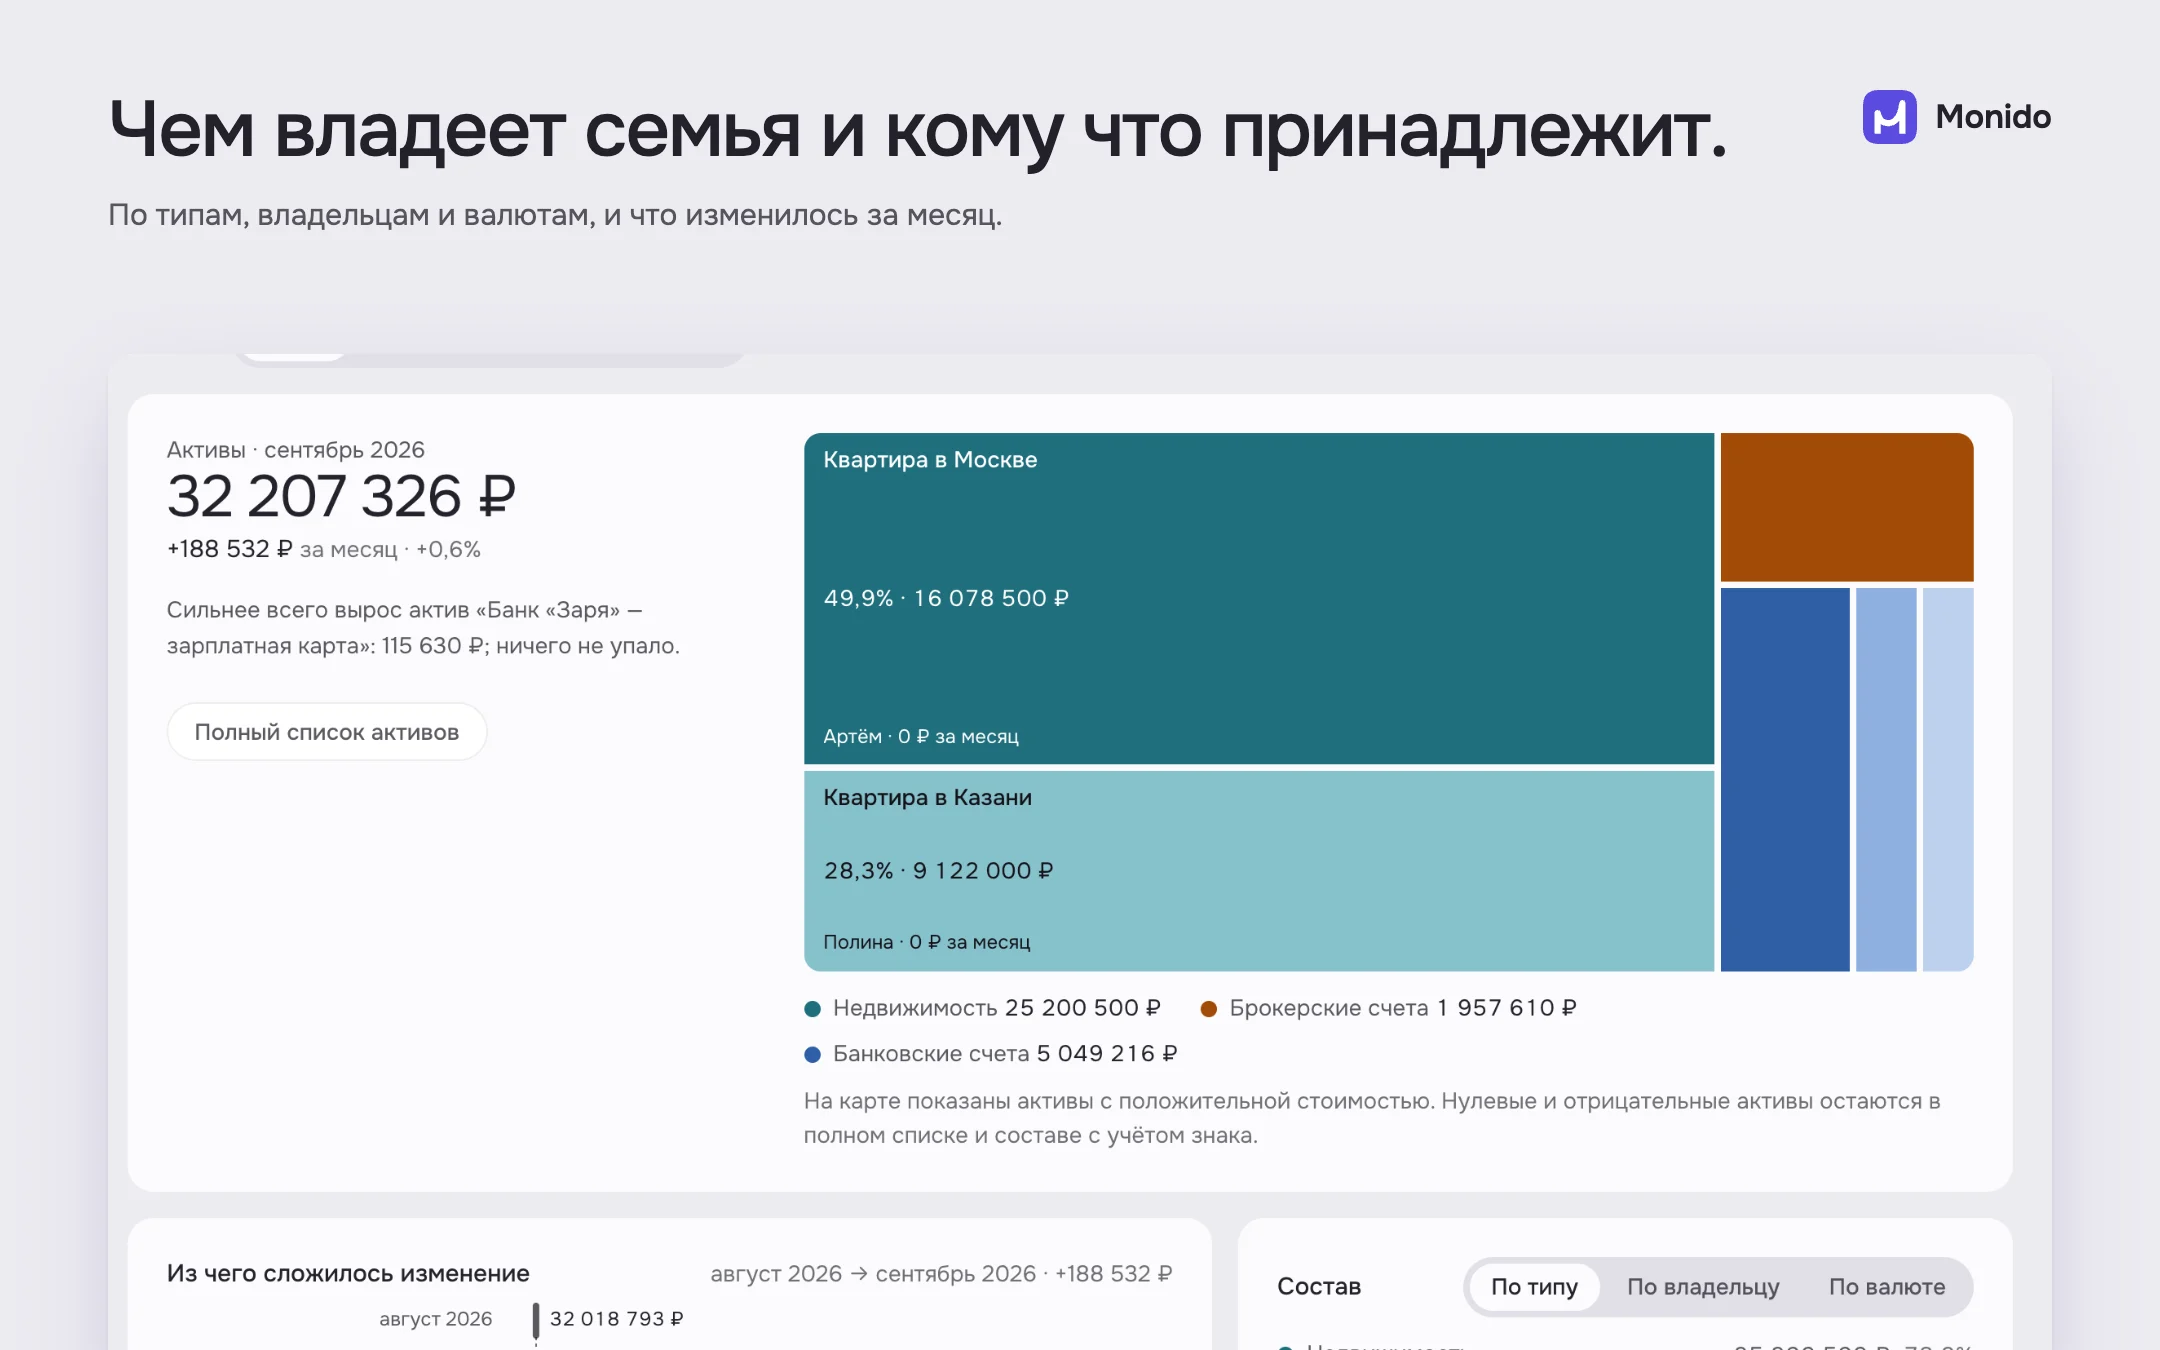 Чем владеет семья и кому что принадлежит.
Monido
По типам, владельцам и валютам, и что изменилось за месяц.
Активы · сентябрь 2026
32 207 326 ₽
+188 532 ₽ за месяц · +0,6%
Сильнее всего вырос актив «Банк «Заря» —
зарплатная карта»: 115 630 ₽; ничего не упало.
Полный список активов
Квартира в Москве
49,9% · 16 078 500 ₽
Артём · 0 ₽ за месяц
Квартира в Казани
28,3% · 9 122 000 ₽
Полина · 0 ₽ за месяц
Недвижимость 25 200 500 ₽
Брокерские счета 1 957 610 ₽
Банковские счета 5 049 216 ₽
На карте показаны активы с положительной стоимостью. Нулевые и отрицательные активы остаются в
полном списке и составе с учётом знака.
Из чего сложилось изменение
август 2026 → сентябрь 2026 · +188 532 ₽
август 2026
32 018 793 ₽
Состав
По типу
По владельцу
По валюте